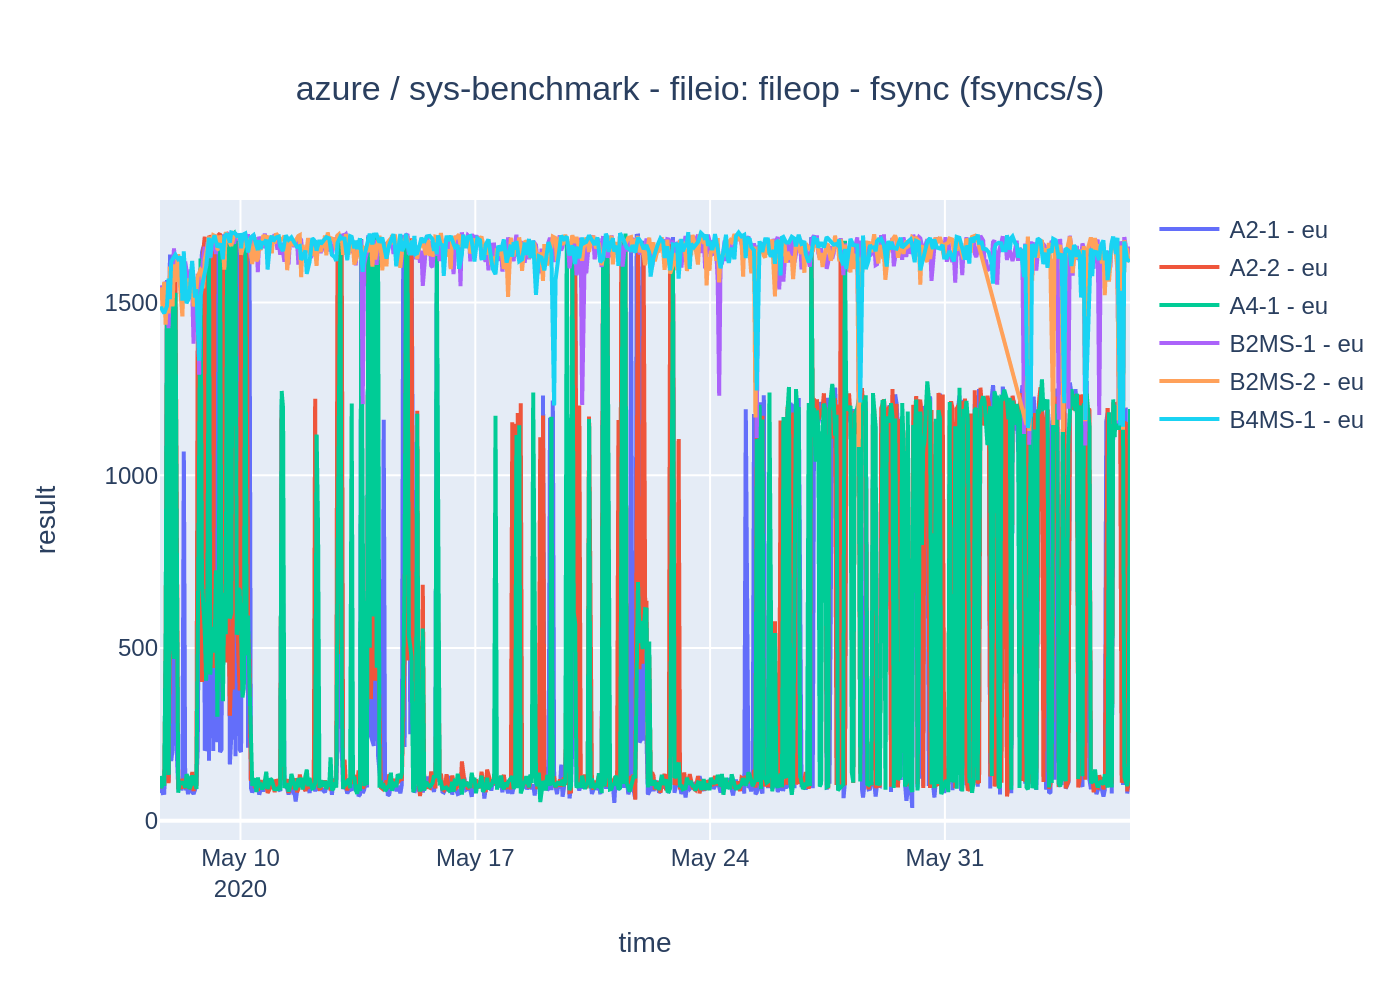 azure / sys-benchmark - fileio: fileop - fsync (fsyncs/s)
A2-1 - eu
A2-2 - eu
A4-1 - eu
B2MS-1 - eu
B2MS-2 - eu
B4MS-1 - eu
1500
1000
500
0
result
May 10
2020
May 17
May 24
May 31
time